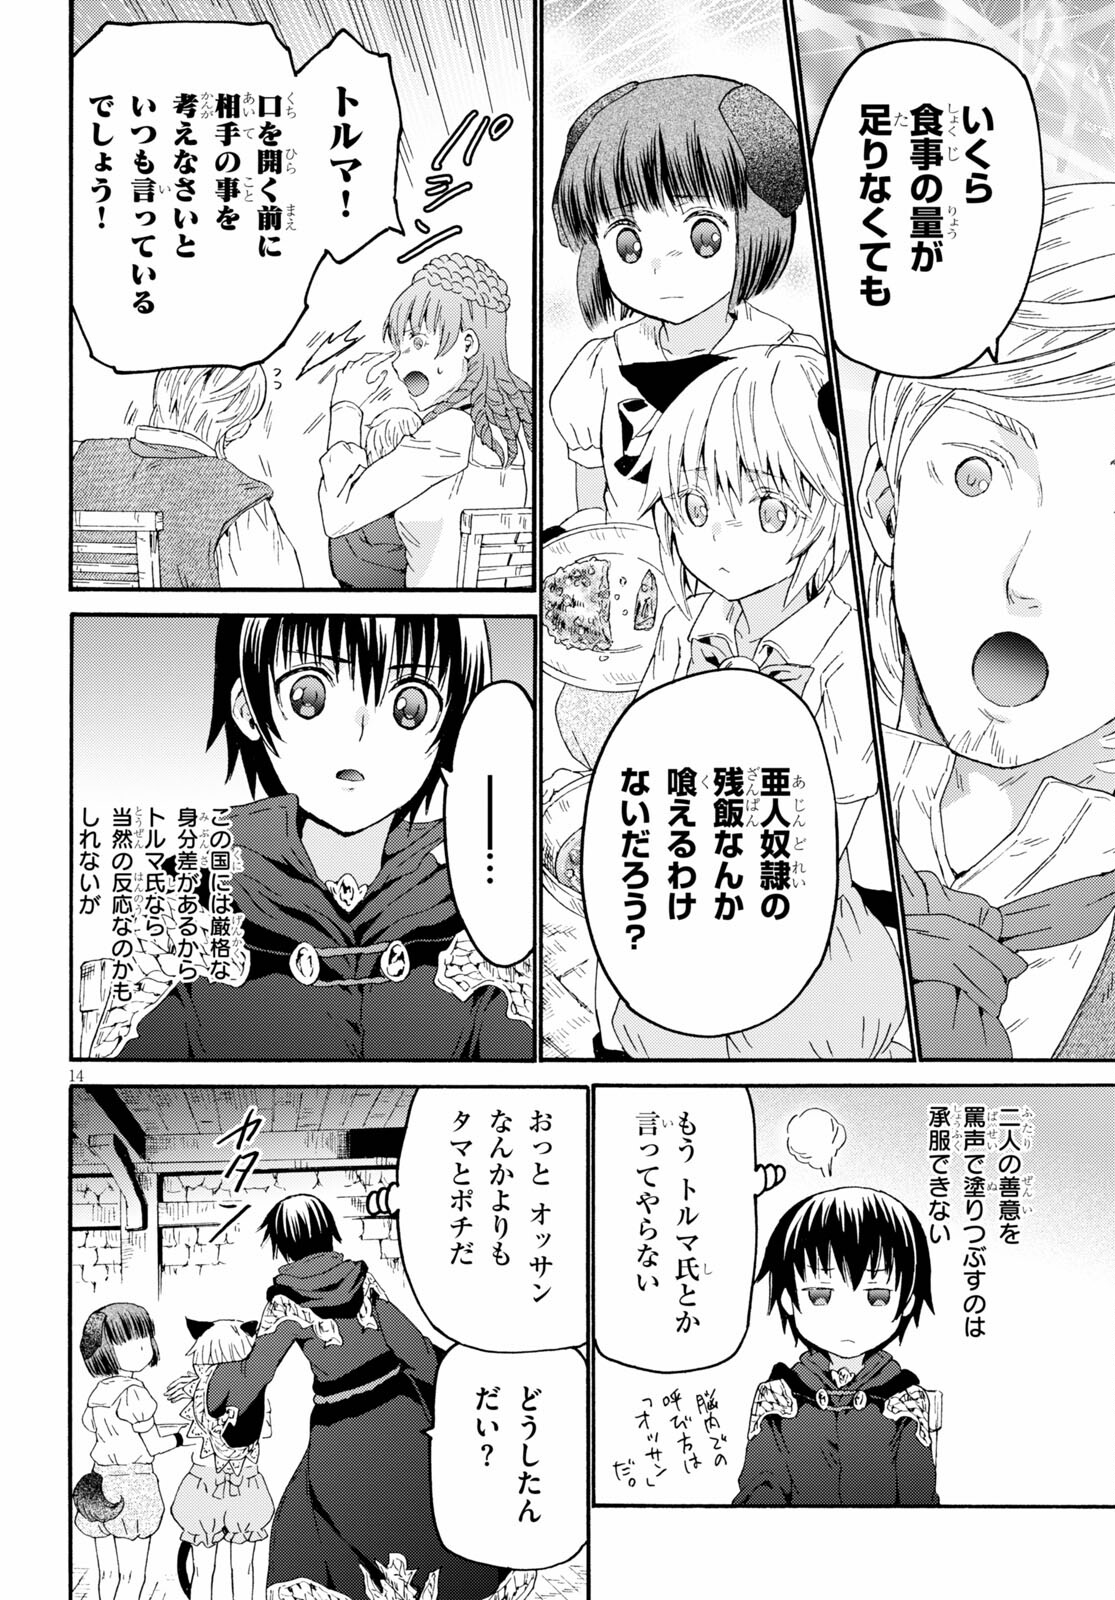 いくら
食事の量が
足りなくても
亜人奴隷の
残飯なんか
喰えるわけ
ないだろう?
トルマ!
口を開く前に
相手の事を
考えなさいと
いつも言っている
でしょう!
ガシッ
――…
この国には厳格な
身分差があるから
トルマ氏なら
当然の反応なのかも
しれないが
14
二人の善意を
罵声で塗りつぶすのは
承服できない
もう トルマ氏とか
言ってやらない
脳内での
呼び方は
「オッサン」
だ。
おっと オッサン
なんかよりも
タマとポチだ
どうしたん
だい?
カタン